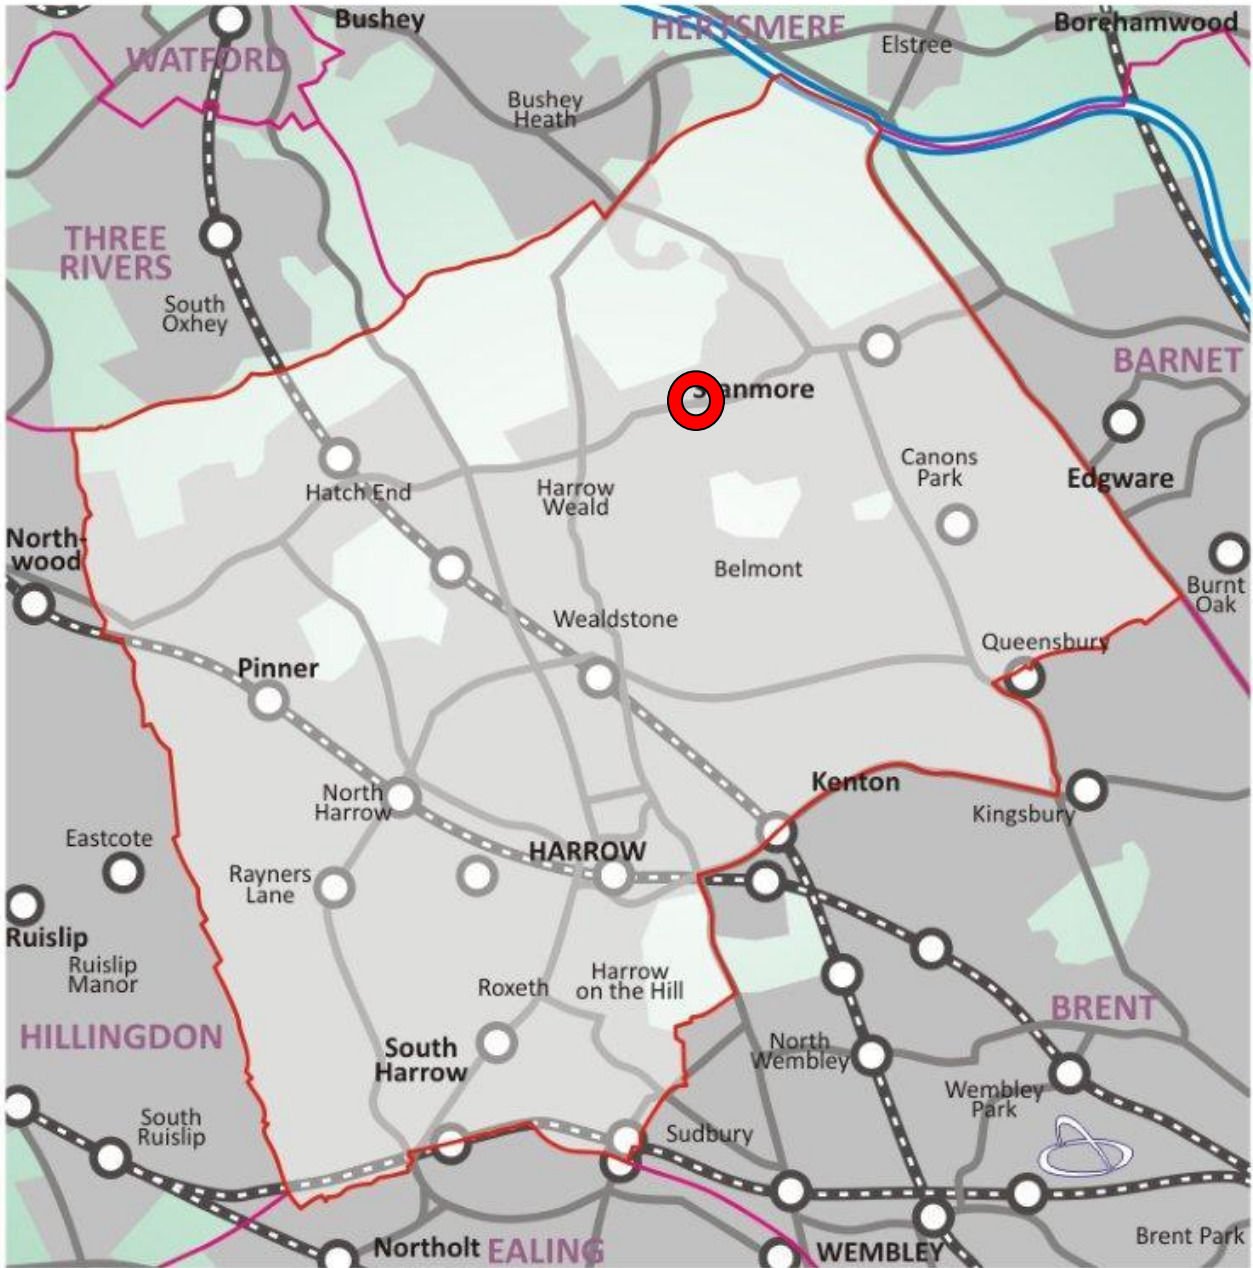 Bushey
HERTSMERE
Borehamwood
Elstree
WATFORD
Bushey
Heath
THREE
RIVERS
South
Oxhey
BARNET
Stanmore
Canons
Park
Edgware
Hatch End
Harrow
Weald
North-
wood
Belmont
Burnt
Oak
Wealdstone
Queensbury
Pinner
Kenton
North
Harrow
Kingsbury
Eastcote
HARROW
Rayners
Lane
Ruislip
Ruislip
Manor
Roxeth
Harrow
on the Hill
BRENT
HILLINGDON
South
Harrow
North
Wembley
Wembley
Park
South
Ruislip
Sudbury
Brent Park
Northolt
EALING
WEMBLEY